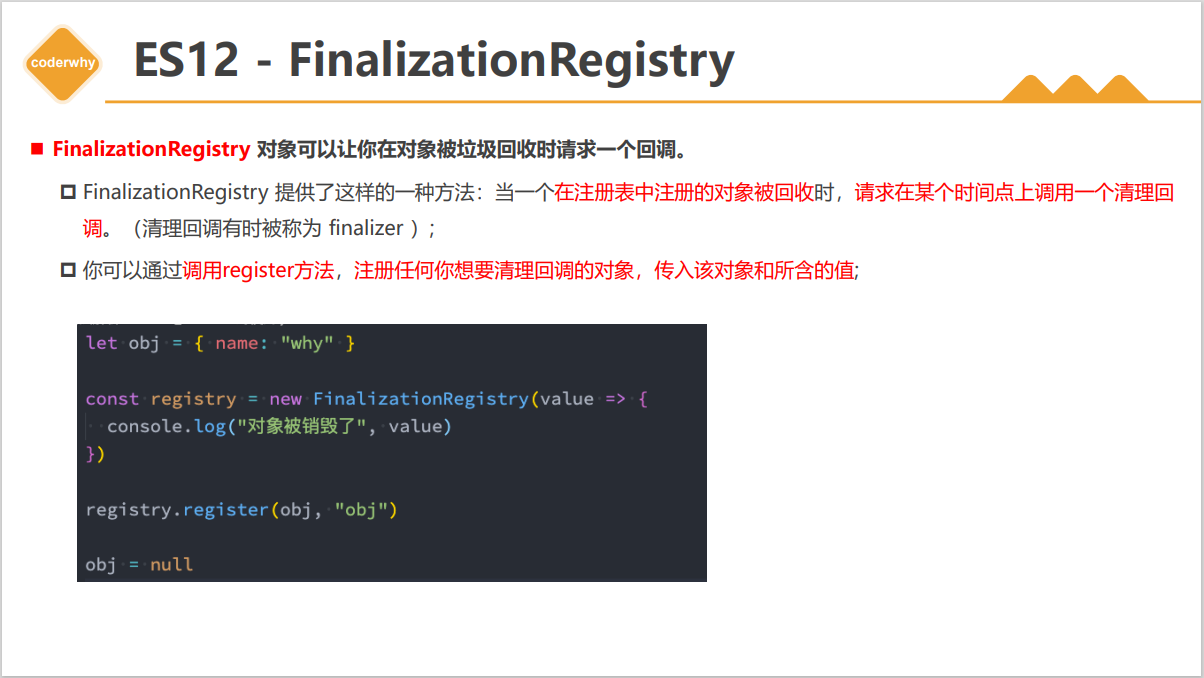 coderwhy
ES12 - FinalizationRegistry
FinalizationRegistry 对象可以让你在对象被垃圾回收时请求一个回调。
FinalizationRegistry 提供了这样的一种方法：当一个在注册表中注册的对象被回收时，请求在某个时间点上调用一个清理回
调。（清理回调有时被称为 finalizer ）;
你可以通过调用register方法，注册任何你想要清理回调的对象，传入该对象和所含的值;
let obj = { name: "why" }
const registry = new FinalizationRegistry(value => {
console.log("对象被销毁了", value)
})
registry.register(obj, "obj")
obj = null